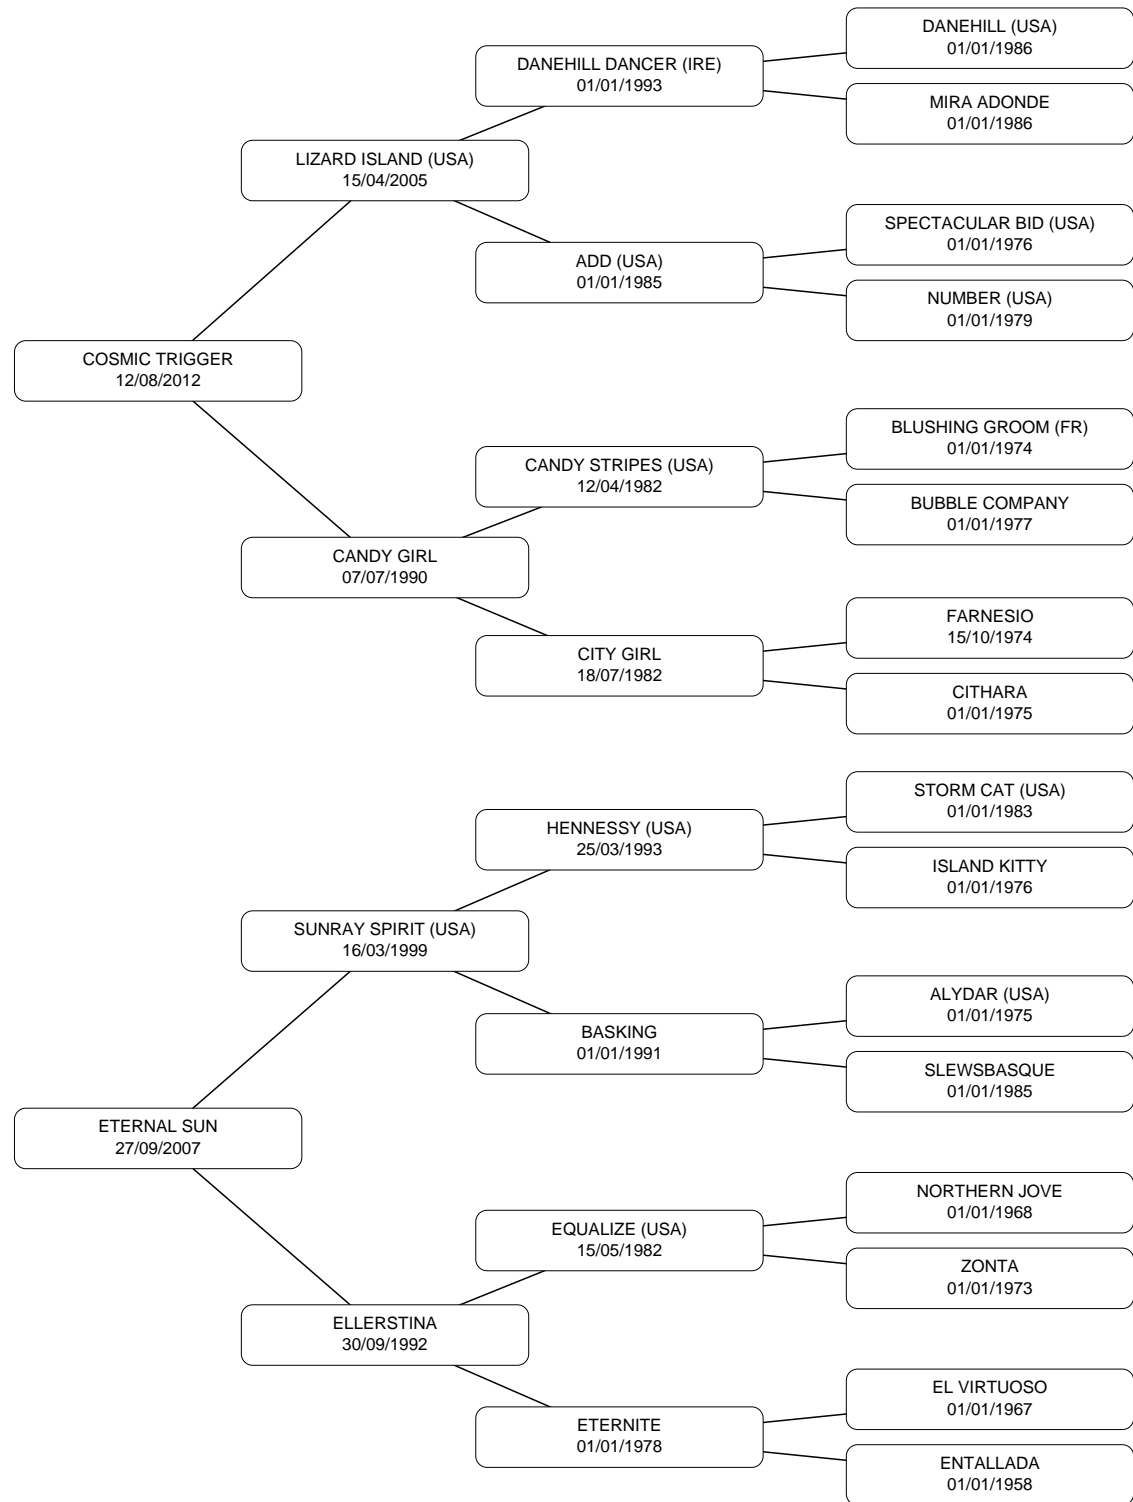 DANEHILL (USA)
01/01/1986
DANEHILL DANCER (IRE)
01/01/1993
MIRA ADONDE
01/01/1986
LIZARD ISLAND (USA)
15/04/2005
SPECTACULAR BID (USA)
01/01/1976
ADD (USA)
01/01/1985
NUMBER (USA)
01/01/1979
COSMIC TRIGGER
12/08/2012
BLUSHING GROOM (FR)
01/01/1974
CANDY STRIPES (USA)
12/04/1982
BUBBLE COMPANY
01/01/1977
CANDY GIRL
07/07/1990
FARNESIO
15/10/1974
CITY GIRL
18/07/1982
CITHARA
01/01/1975
STORM CAT (USA)
01/01/1983
HENNESSY (USA)
25/03/1993
ISLAND KITTY
01/01/1976
SUNRAY SPIRIT (USA)
16/03/1999
ALYDAR (USA)
01/01/1975
BASKING
01/01/1991
SLEWSBASQUE
01/01/1985
ETERNAL SUN
27/09/2007
NORTHERN JOVE
01/01/1968
EQUALIZE (USA)
15/05/1982
ZONTA
01/01/1973
ELLERSTINA
30/09/1992
EL VIRTUOSO
01/01/1967
ETERNITE
01/01/1978
ENTALLADA
01/01/1958